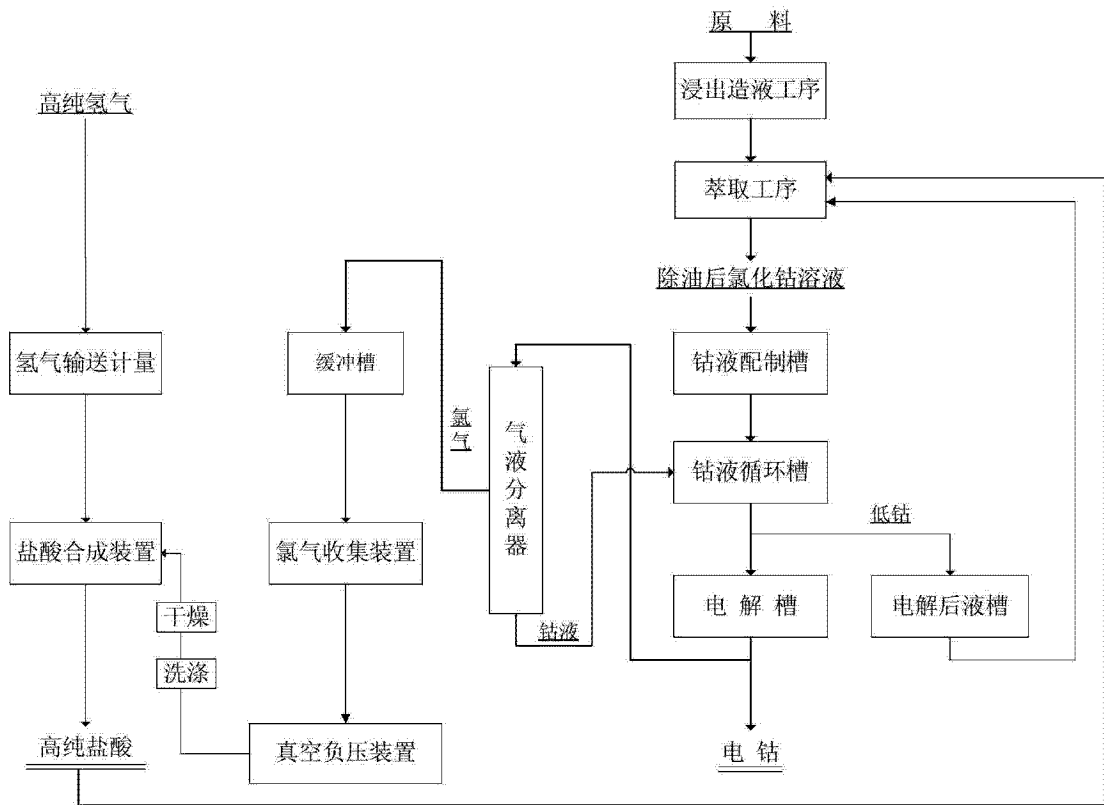 原 料
浸出造液工序
高纯氢气
萃取工序
除油后氯化钴溶液
氢气输送计量
缓冲槽
钴液配制槽
氯气
气液分离器
钴液循环槽
低钴
盐酸合成装置
氯气收集装置
电 解 槽
电解后液槽
干燥
钴液
洗涤
高纯盐酸
真空负压装置
电 钴